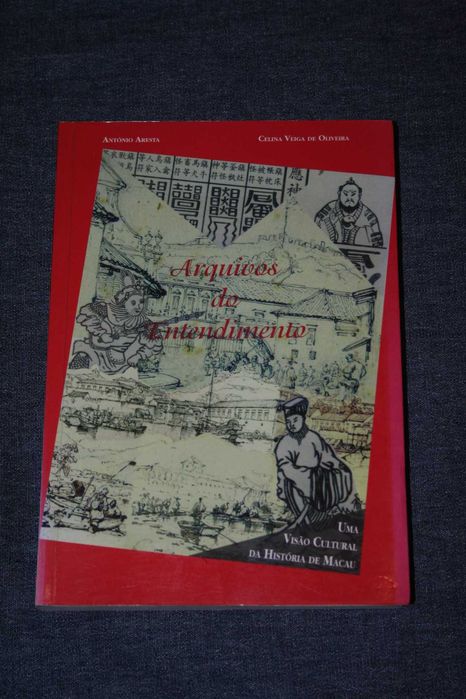 António Aresta
Celina Veiga de Oliveira
Arquivos
do
Entendimento
Uma
Visão Cultural
da História de Macau